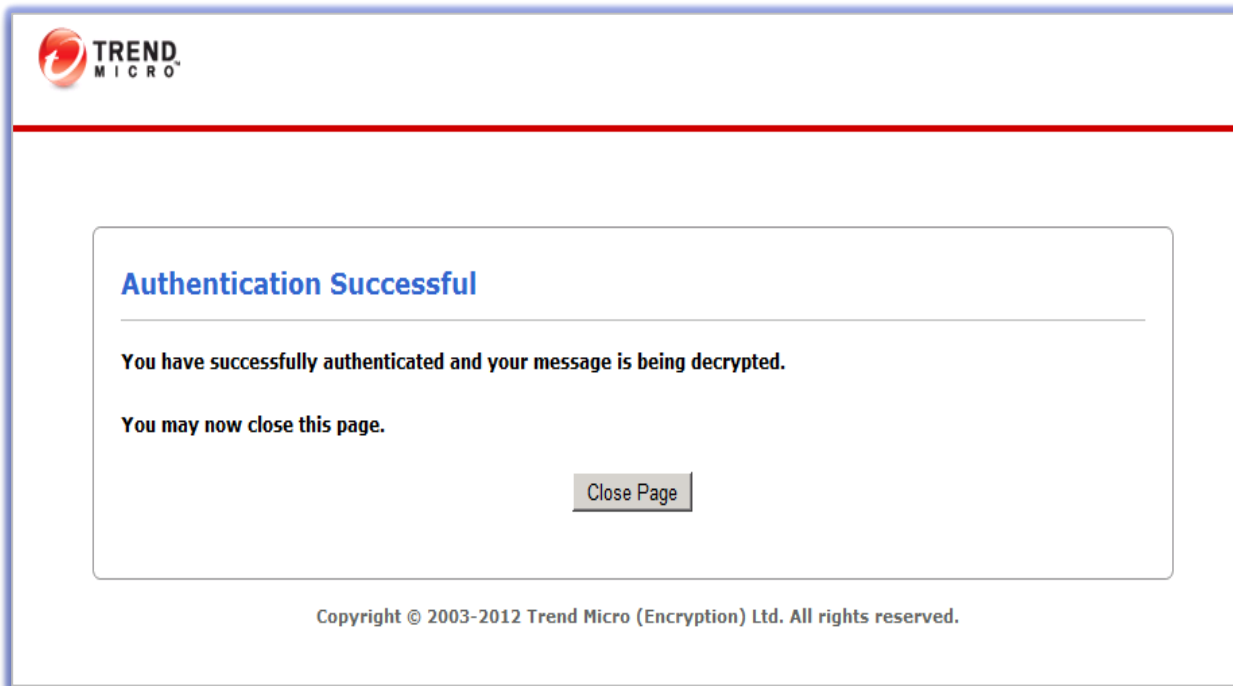 TREND
MICRO™
Authentication Successful
You have successfully authenticated and your message is being decrypted.
You may now close this page.
Close Page
Copyright © 2003-2012 Trend Micro (Encryption) Ltd. All rights reserved.